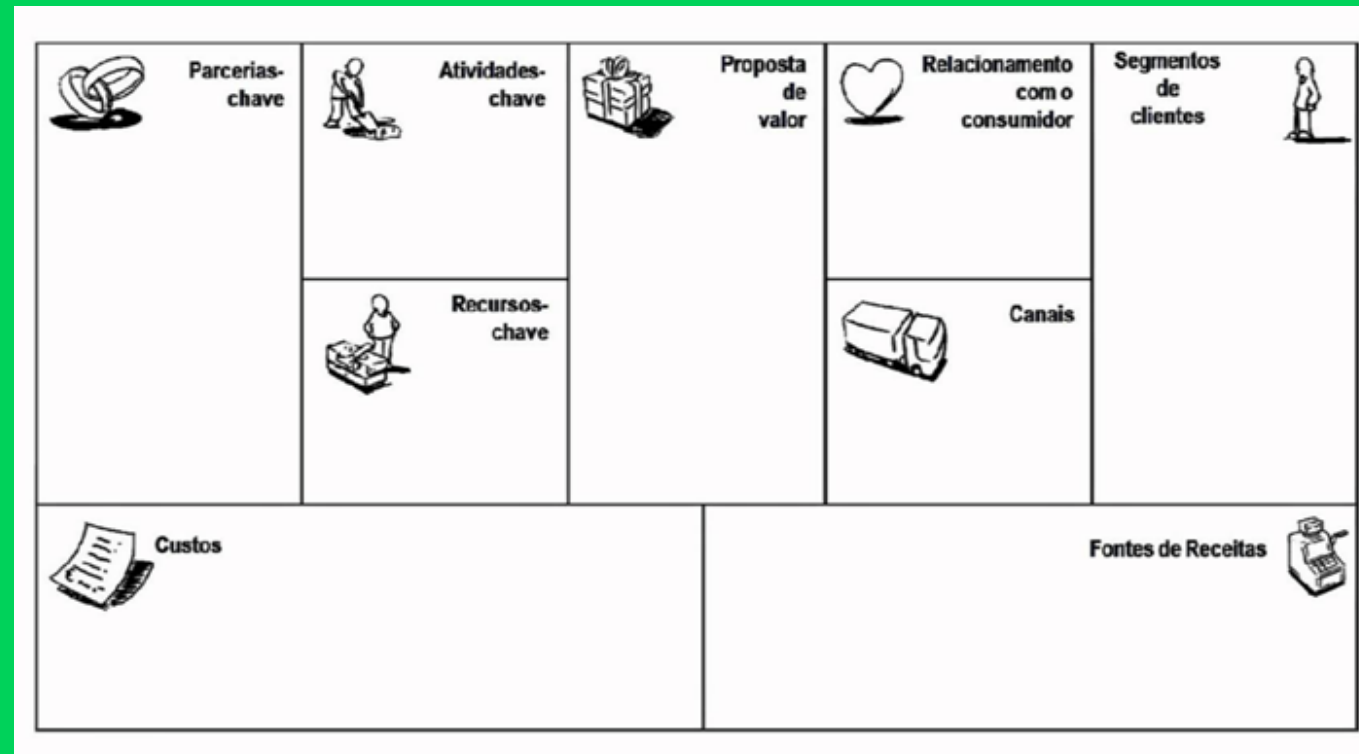 Parcerias-
chave
Atividades-
chave
Recursos-
chave
Proposta
de
valor
Relacionamento
com o
consumidor
Canais
Segmentos
de
clientes
Custos
Fontes de Receitas